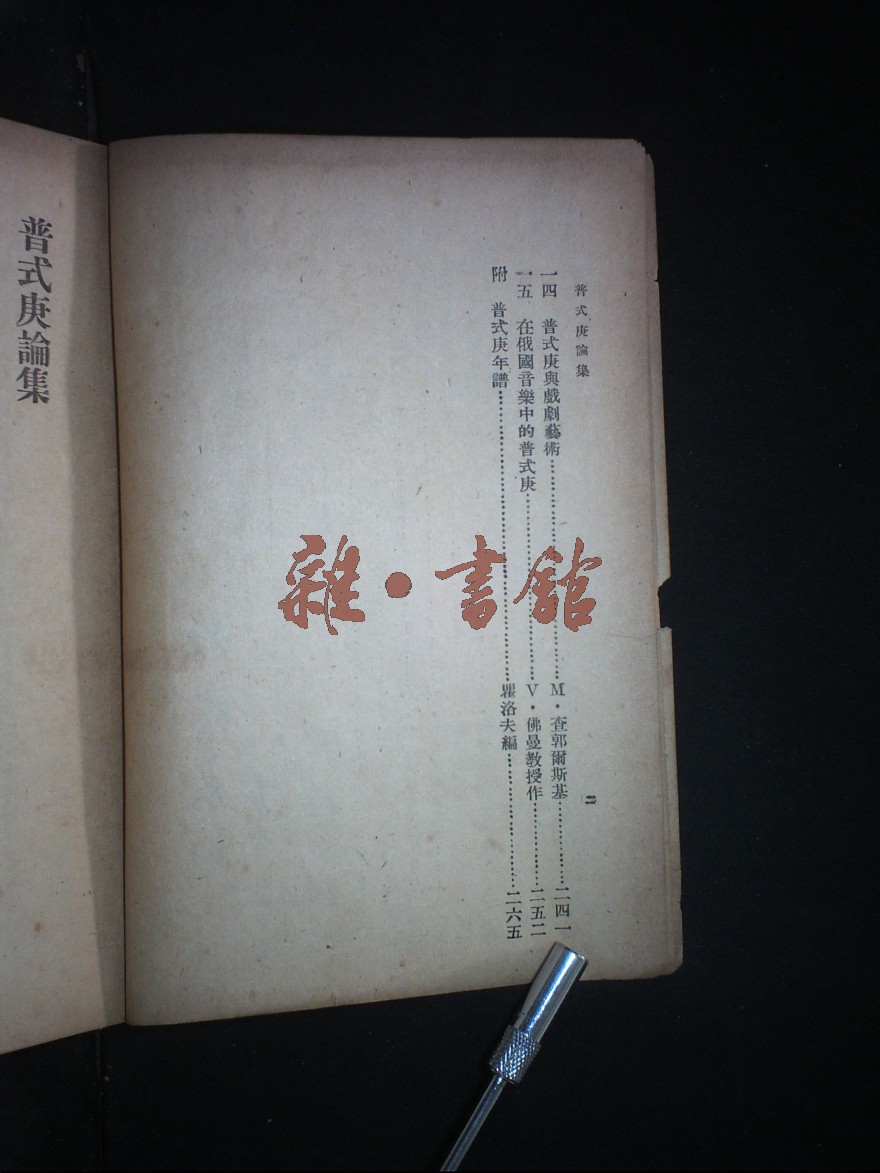 普式庚論集
二
一四　普式庚與戲劇藝術……………………M・查郭爾斯基……………二四一
一五　在俄國音樂中的普式庚……………………V・佛曼教授作……………二五二
附　普式庚年譜……………………瞿洛夫編……………二六五
雜・書館
普式庚論集